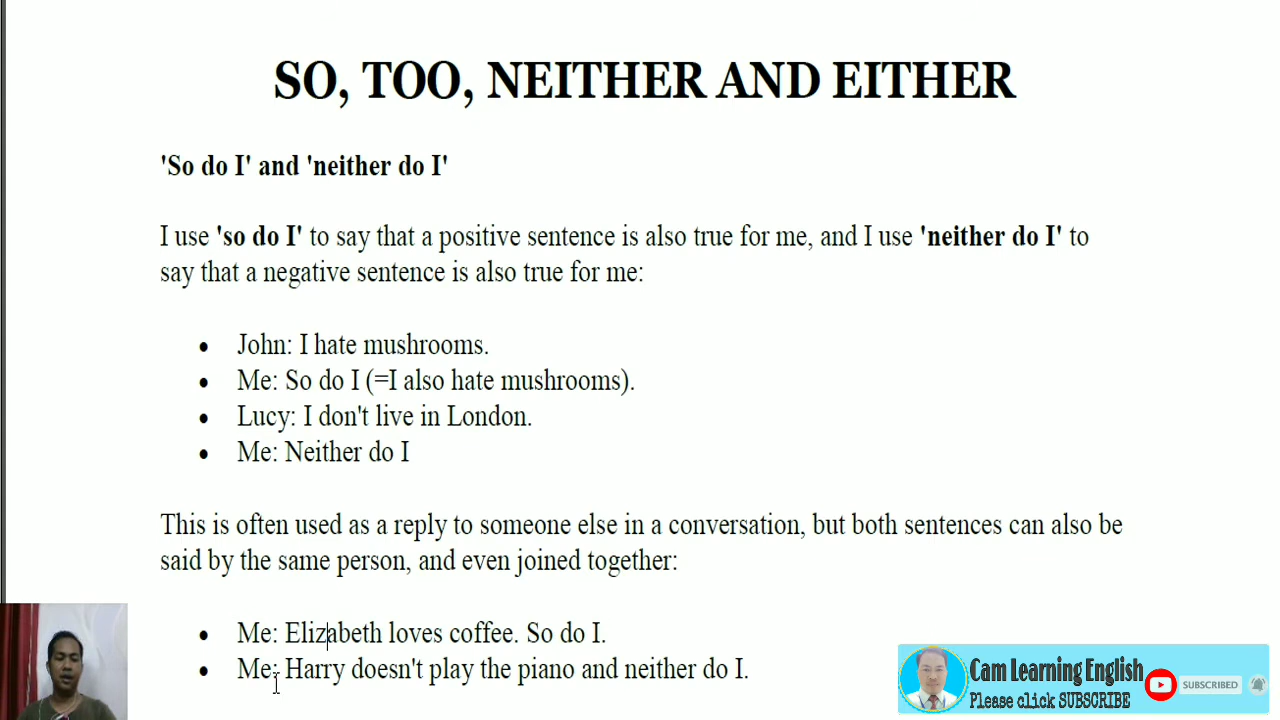 SO, TOO, NEITHER AND EITHER
'So do I' and 'neither do I'
I use 'so do I' to say that a positive sentence is also true for me, and I use 'neither do I' to
say that a negative sentence is also true for me:
• John: I hate mushrooms.
• Me: So do I (=I also hate mushrooms).
• Lucy: I don't live in London.
• Me: Neither do I
This is often used as a reply to someone else in a conversation, but both sentences can also be
said by the same person, and even joined together:
• Me: Elizabeth loves coffee. So do I.
• Me: Harry doesn't play the piano and neither do I.
Cam Learning English
Please click SUBSCRIBE
SUBSCRIBED